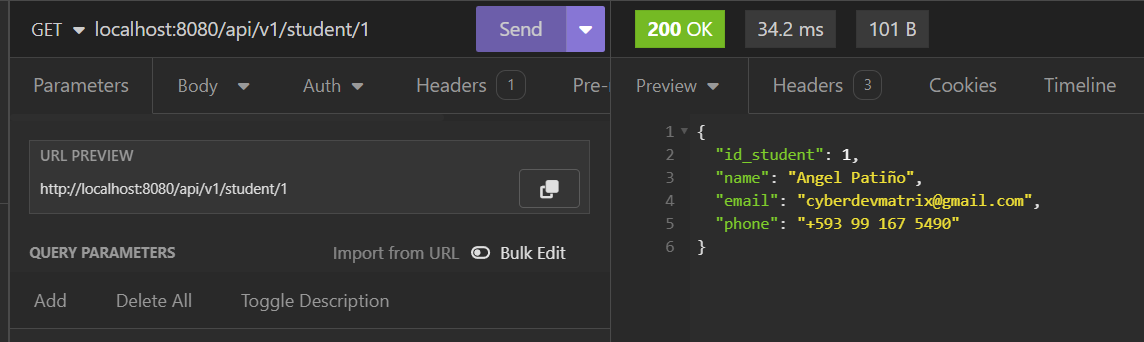 GET localhost:8080/api/v1/student/1 Send
Parameters Body Auth Headers 1 Pre-r
URL PREVIEW
http://localhost:8080/api/v1/student/1
QUERY PARAMETERS Import from URL Bulk Edit
Add Delete All Toggle Description
200 OK 34.2 ms 101 B
Preview Headers 3 Cookies Timeline
1 {
2 "id_student": 1,
3 "name": "Angel Patiño",
4 "email": "cyberdevmatrix@gmail.com",
5 "phone": "+593 99 167 5490"
6 }